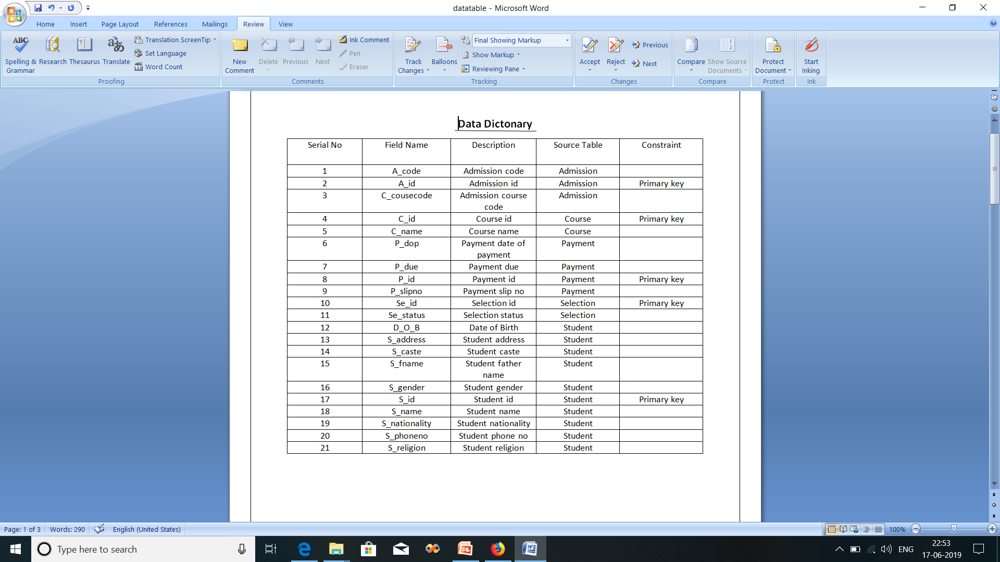 datatable - Microsoft Word
Home Insert Page Layout References Mailings Review View
ABC
Spelling & Grammar
Research
Thesaurus
Translate
Translation ScreenTip
Set Language
ABC
123
Word Count
Proofing
New Comment
Delete
Previous
Next
Ink Comment
Pen
Eraser
Comments
Track Changes
Balloons
Final Showing Markup
Show Markup
Reviewing Pane
Tracking
Accept
Reject
Previous
Next
Changes
Compare
Show Source Documents
Compare
Protect Document
Protect
Start Inking
Ink
Data Dictonary
Serial No Field Name Description Source Table Constraint
1 A_code Admission code Admission
2 A_id Admission id Admission Primary key
3 C_cousecode Admission course code Admission
4 C_id Course id Course Primary key
5 C_name Course name Course
6 P_dop Payment date of payment Payment
7 P_due Payment due Payment
8 P_id Payment id Payment Primary key
9 P_slipno Payment slip no Payment
10 Se_id Selection id Selection Primary key
11 Se_status Selection status Selection
12 D_O_B Date of Birth Student
13 S_address Student address Student
14 S_caste Student caste Student
15 S_fname Student father name Student
16 S_gender Student gender Student
17 S_id Student id Student Primary key
18 S_name Student name Student
19 S_nationality Student nationality Student
20 S_phoneno Student phone no Student
21 S_religion Student religion Student
Page: 1 of 3 Words: 290 English (United States) 100%
Type here to search
ENG
22:53
17-06-2019